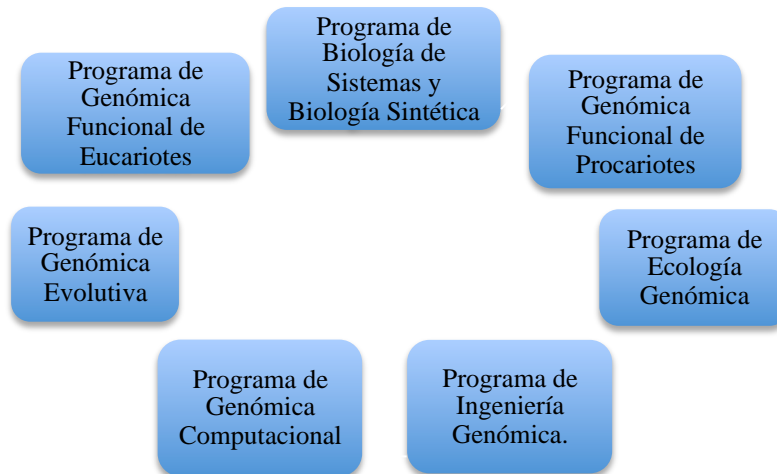 Programa de
Biología de
Sistemas y
Biología Sintética
Programa de
Genómica
Funcional de
Eucariotes
Programa de
Genómica
Funcional de
Procariotes
Programa de
Genómica
Evolutiva
Programa de
Ecología
Genómica
Programa de
Genómica
Computacional
Programa de
Ingeniería
Genómica.